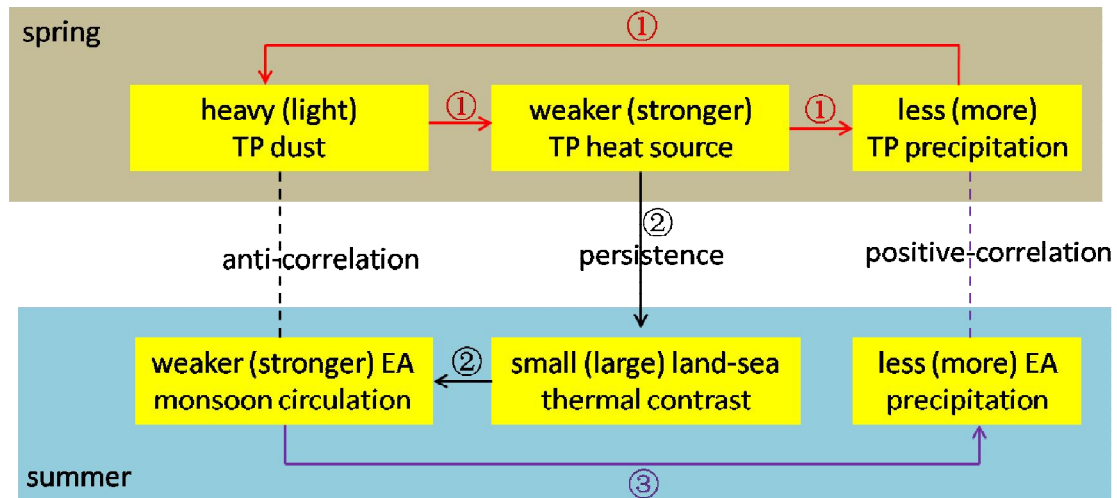 spring
①
heavy (light)
TP dust
①
weaker (stronger)
TP heat source
①
less (more)
TP precipitation
②
anti-correlation
persistence
positive-correlation
weaker (stronger) EA
monsoon circulation
②
small (large) land-sea
thermal contrast
less (more) EA
precipitation
summer
③